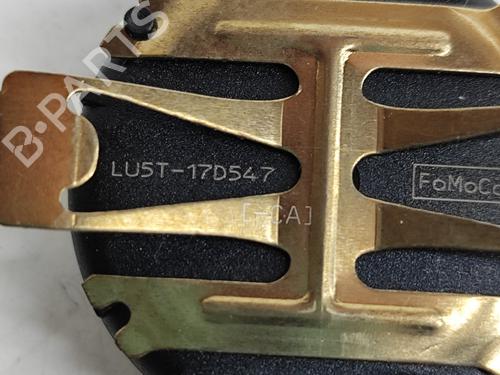 B-PARTS
LU5T-17D547
FoMoCo
[-CA]